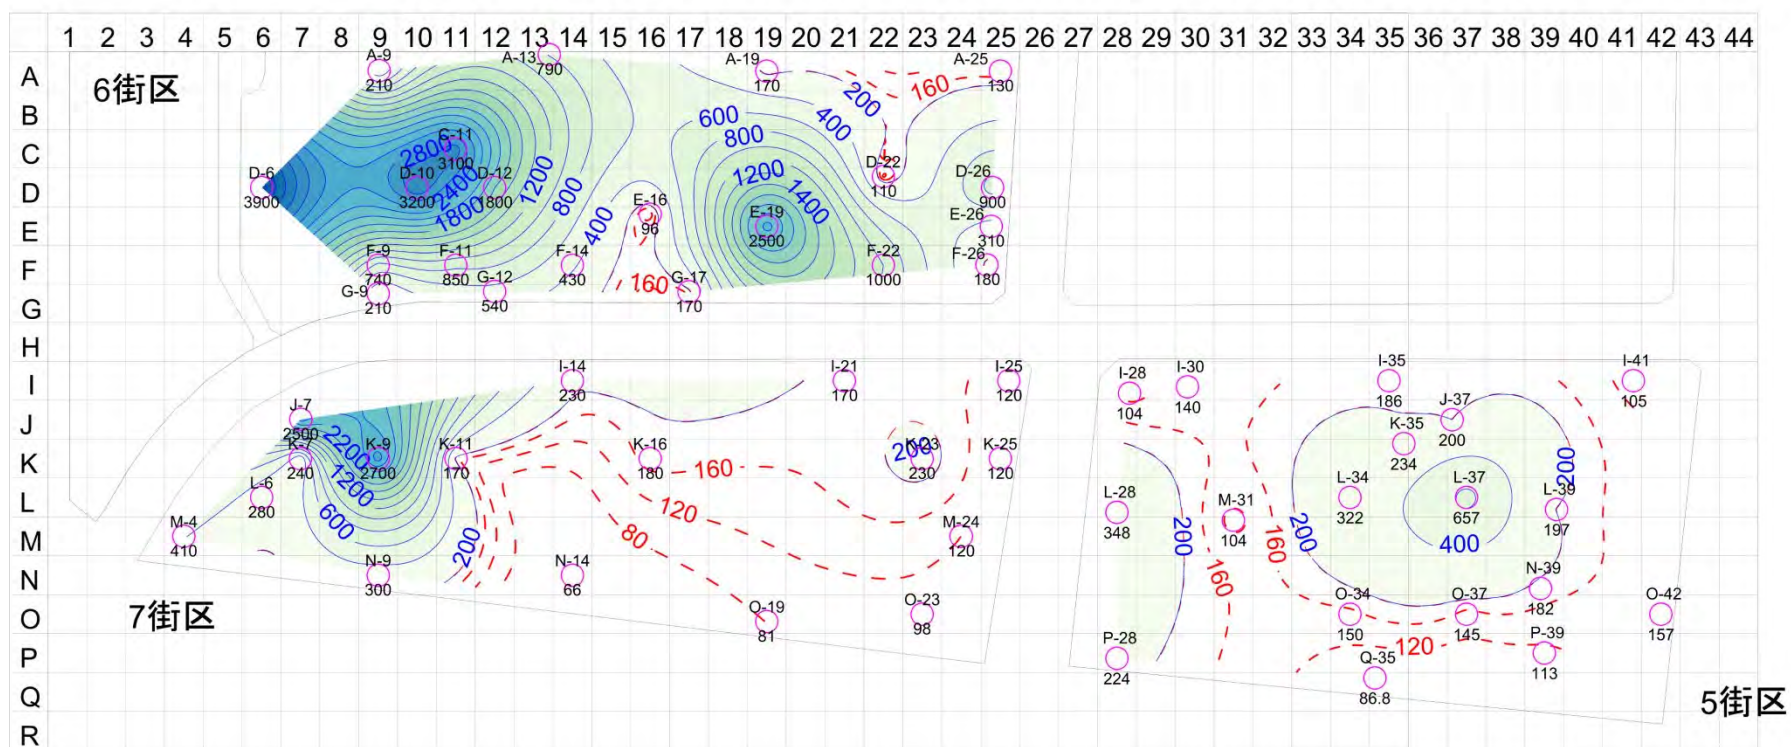 1 2 3 4 5 6 7 8 9 10 11 12 13 14 15 16 17 18 19 20 21 22 23 24 25 26 27 28 29 30 31 32 33 34 35 36 37 38 39 40 41 42 43 44
A
B
C
D
E
F
G
H
I
J
K
L
M
N
O
P
Q
R
6街区
A-9
210
A-13
790
A-19
170
A-25
130
160
200
400
600
800
1200
1400
C-11
3100
2800
D-6
3900
D-10
3200
D-12
1800
2400
1800
1200
800
400
D-22
110
D-26
900
E-16
96
E-19
2500
E-26
310
F-9
740
F-11
850
F-14
430
F-22
1000
F-26
180
G-9
210
G-12
540
160
G-17
170
I-14
230
I-21
170
I-25
120
J-7
2500
K-7
240
K-9
2700
K-11
170
K-16
180
K-23
230
200
K-25
120
2200
1200
600
200
160
120
80
L-6
280
M-4
410
M-24
120
N-9
300
N-14
66
O-19
81
O-23
98
7街区
I-28
104
I-30
140
I-35
186
I-41
105
J-37
200
K-35
234
L-28
348
L-34
322
L-37
657
L-39
197
200
M-31
104
200
160
160
200
400
N-39
182
O-34
150
O-37
145
O-42
157
P-28
224
120
P-39
113
Q-35
86.8
5街区